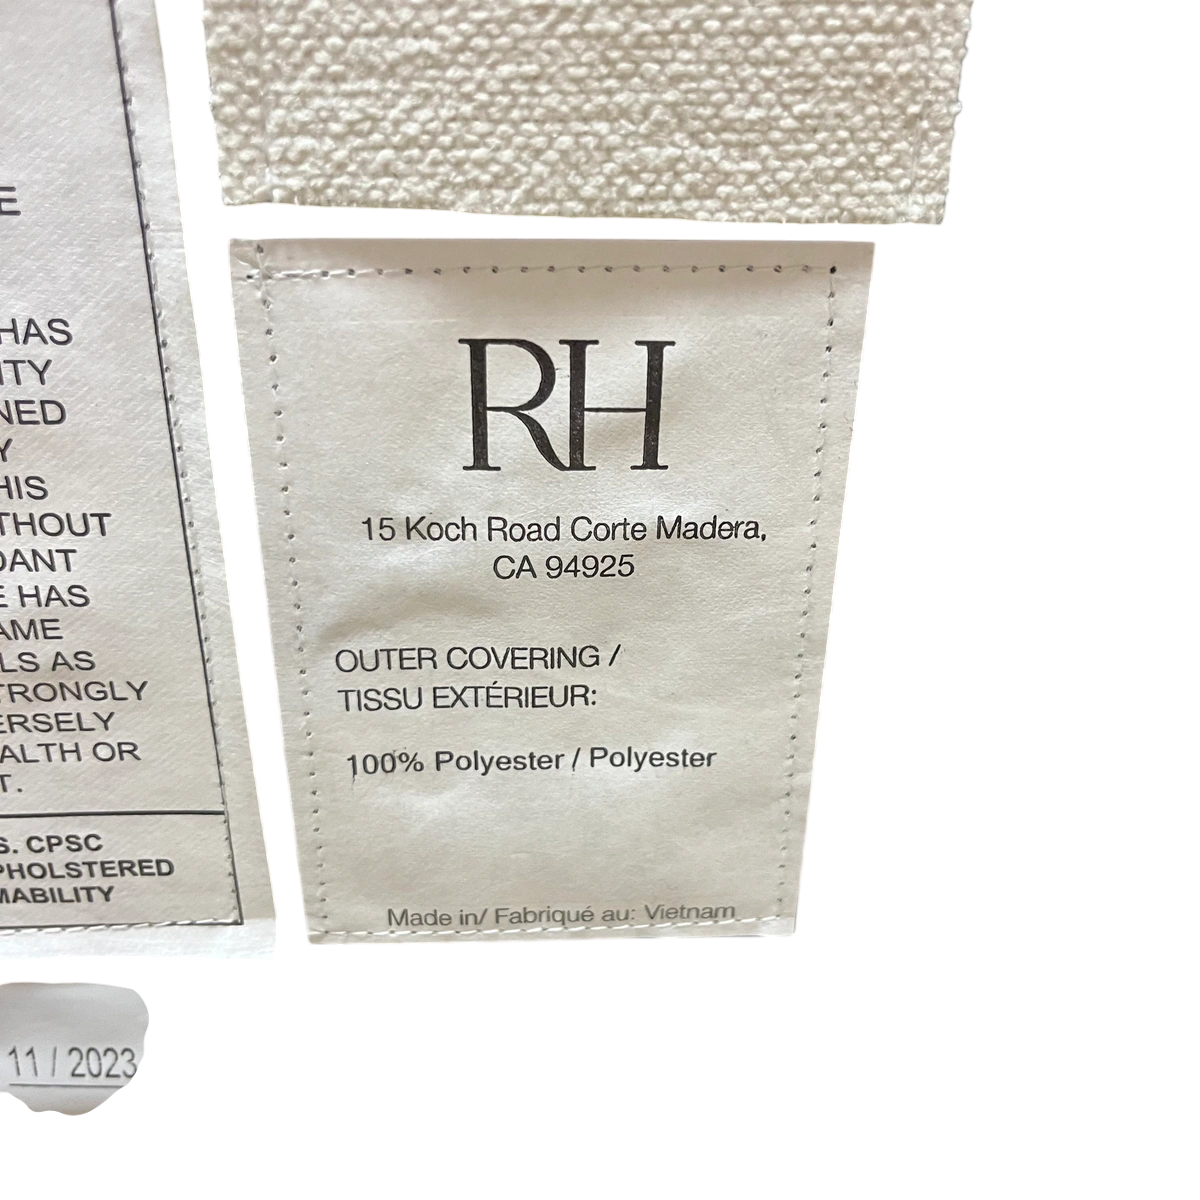 E
HAS
ITY
NED
Y
HIS
THOUT
DANT
E HAS
AME
LS AS
TRONGLY
ERSELY
ALTH OR
T.
S. CPSC
PHOLSTERED
MABILITY
11 / 2023
RH
15 Koch Road Corte Madera,
CA 94925
OUTER COVERING /
TISSU EXTÉRIEUR:
100% Polyester / Polyester
Made in/ Fabriqué au: Vietnam